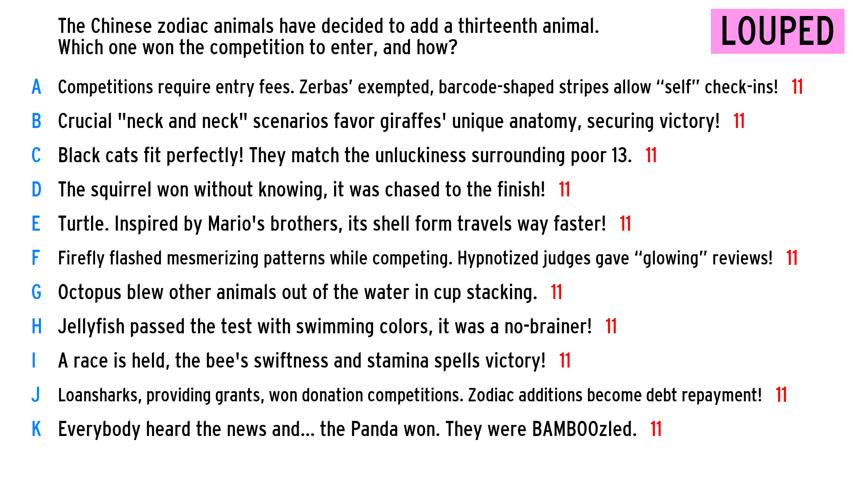 The Chinese zodiac animals have decided to add a thirteenth animal.
Which one won the competition to enter, and how?
LOUPED
A Competitions require entry fees. Zerbas’ exempted, barcode-shaped stripes allow “self” check-ins! 11
B Crucial "neck and neck" scenarios favor giraffes' unique anatomy, securing victory! 11
C Black cats fit perfectly! They match the unluckiness surrounding poor 13. 11
D The squirrel won without knowing, it was chased to the finish! 11
E Turtle. Inspired by Mario's brothers, its shell form travels way faster! 11
F Firefly flashed mesmerizing patterns while competing. Hypnotized judges gave “glowing” reviews! 11
G Octopus blew other animals out of the water in cup stacking. 11
H Jellyfish passed the test with swimming colors, it was a no-brainer! 11
I A race is held, the bee's swiftness and stamina spells victory! 11
J Loansharks, providing grants, won donation competitions. Zodiac additions become debt repayment! 11
K Everybody heard the news and... the Panda won. They were BAMBOOzled. 11